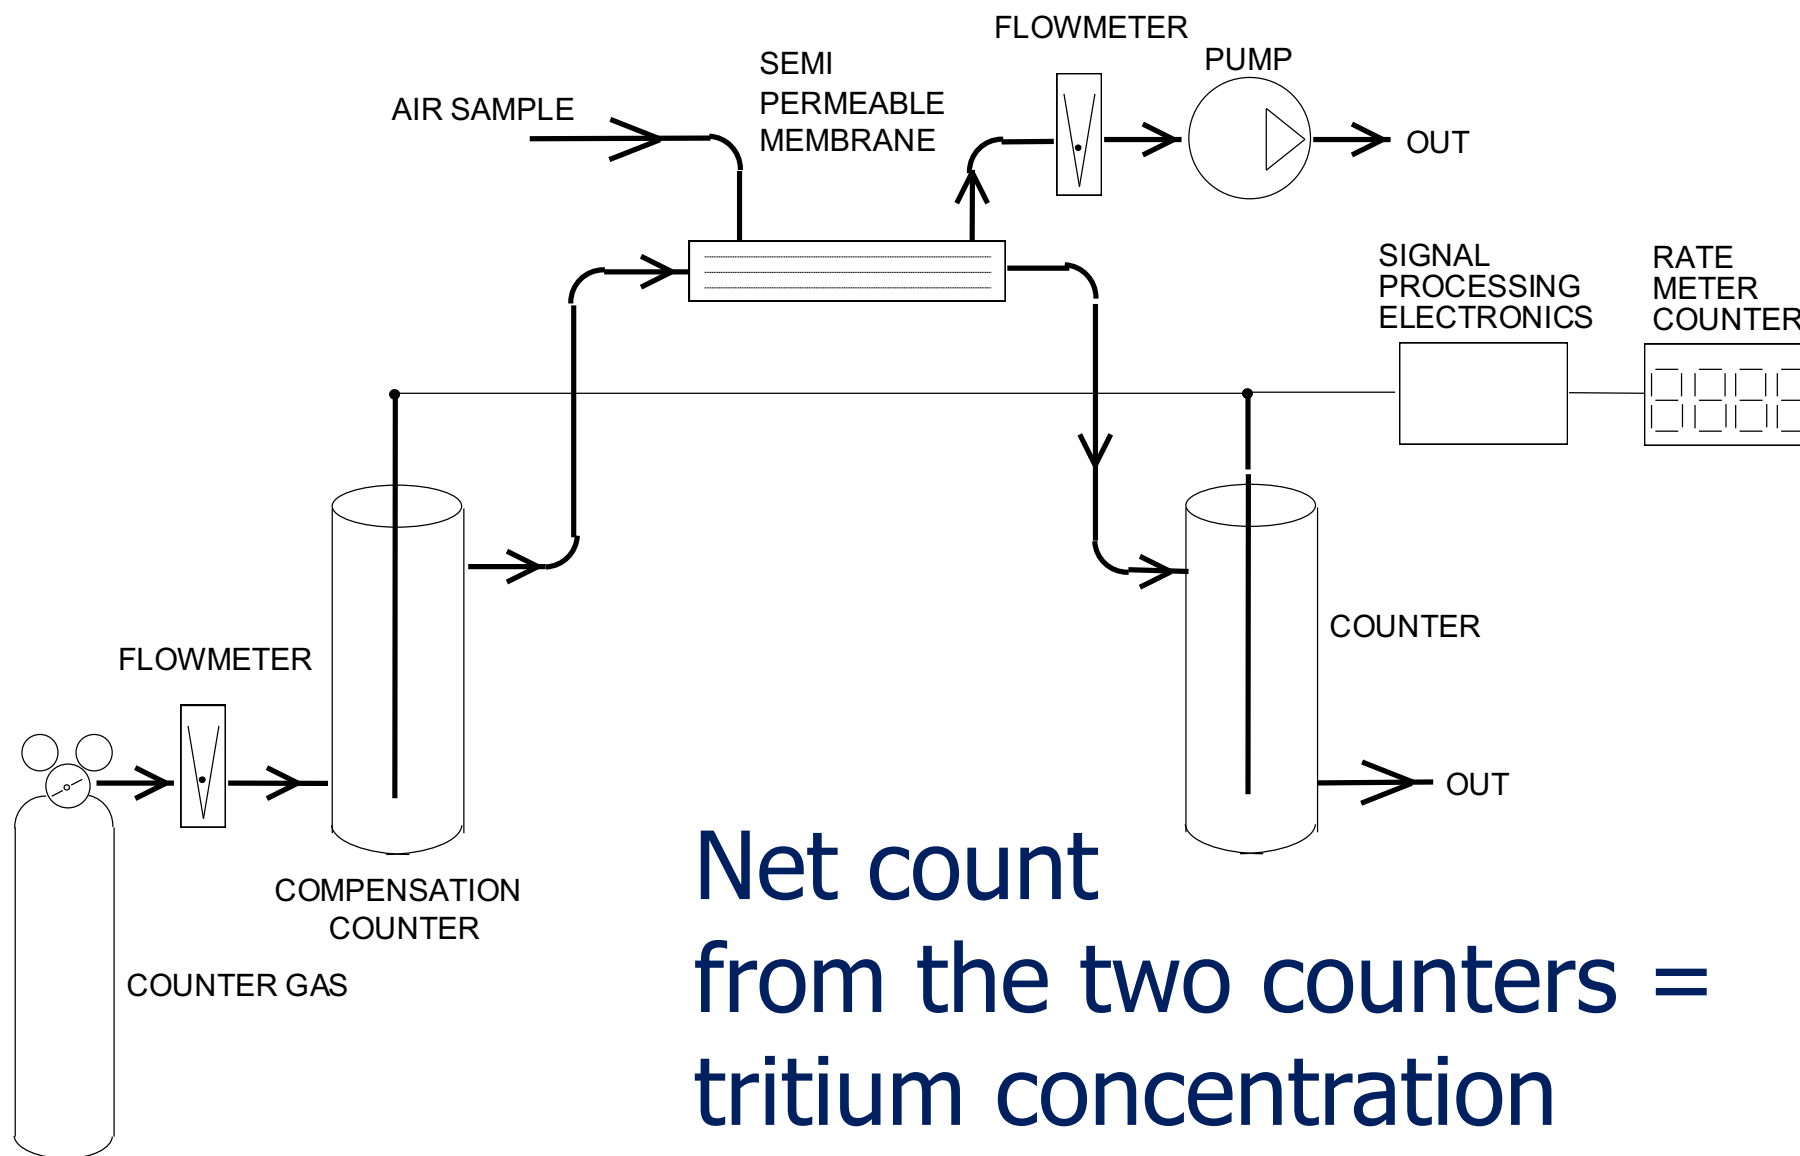 FLOWMETER
PUMP
SEMI
PERMEABLE
MEMBRANE
AIR SAMPLE
OUT
SIGNAL
PROCESSING
ELECTRONICS
RATE
METER
COUNTER
COUNTER
FLOWMETER
OUT
COMPENSATION
COUNTER
COUNTER GAS
Net count
from the two counters =
tritium concentration